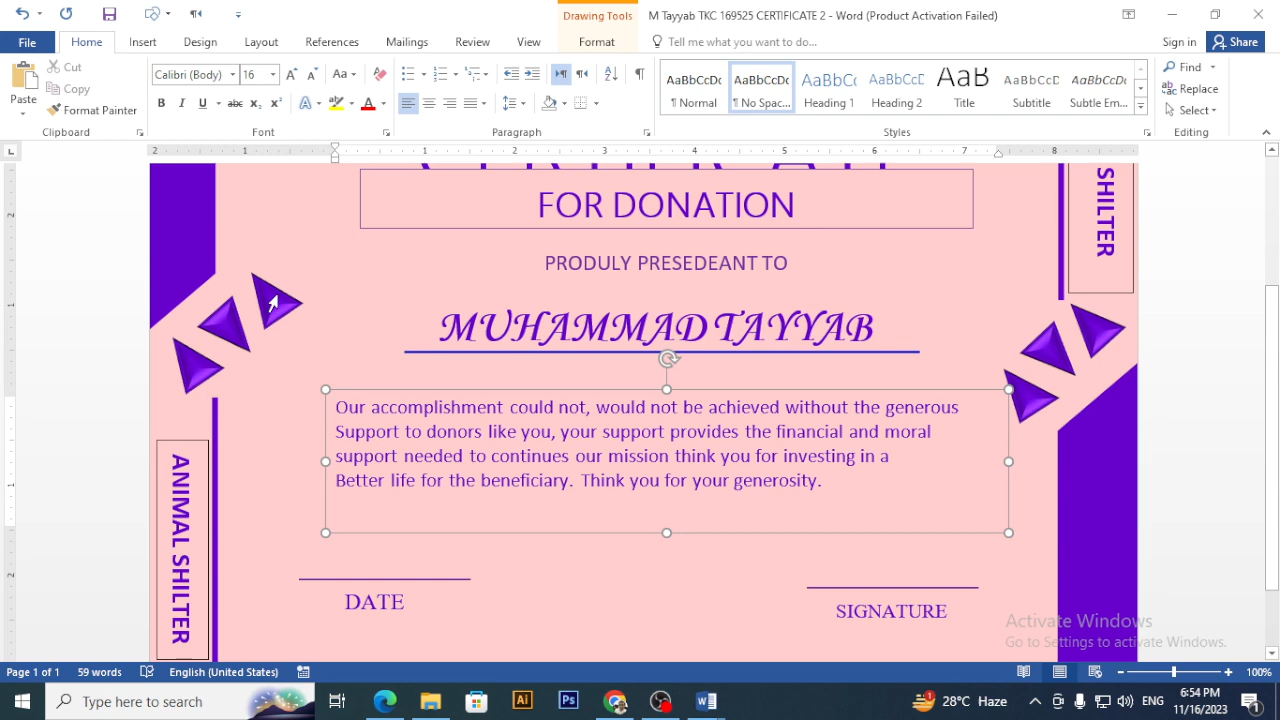 M Tayyab TKC 169525 CERTIFICATE 2 - Word (Product Activation Failed)
Drawing Tools
File
Home
Insert
Design
Layout
References
Mailings
Review
View
Format
Tell me what you want to do...
Sign in
Share
Paste
Cut
Copy
Format Painter
Clipboard
Calibri (Body)
16
Font
Paragraph
AaBbCcDc
¶ Normal
AaBbCcDc
¶ No Spac...
AaBbCc
Heading 1
AaBbCcD
Heading 2
AaB
Title
AaBbCcD
Subtitle
AaBbCcD
Subtle Em...
Styles
Find
Replace
Select
Editing
FOR DONATION
SHILTER
PRODULY PRESEDEANT TO
MUHAMMAD TAYYAB
Our accomplishment could not, would not be achieved without the generous
Support to donors like you, your support provides the financial and moral
support needed to continues our mission think you for investing in a
Better life for the beneficiary. Think you for your generosity.
ANIMAL SHILTER
DATE
SIGNATURE
Activate Windows
Go to Settings to activate Windows.
Page 1 of 1
59 words
English (United States)
100%
Type here to search
28°C Haze
ENG
6:54 PM
11/16/2023